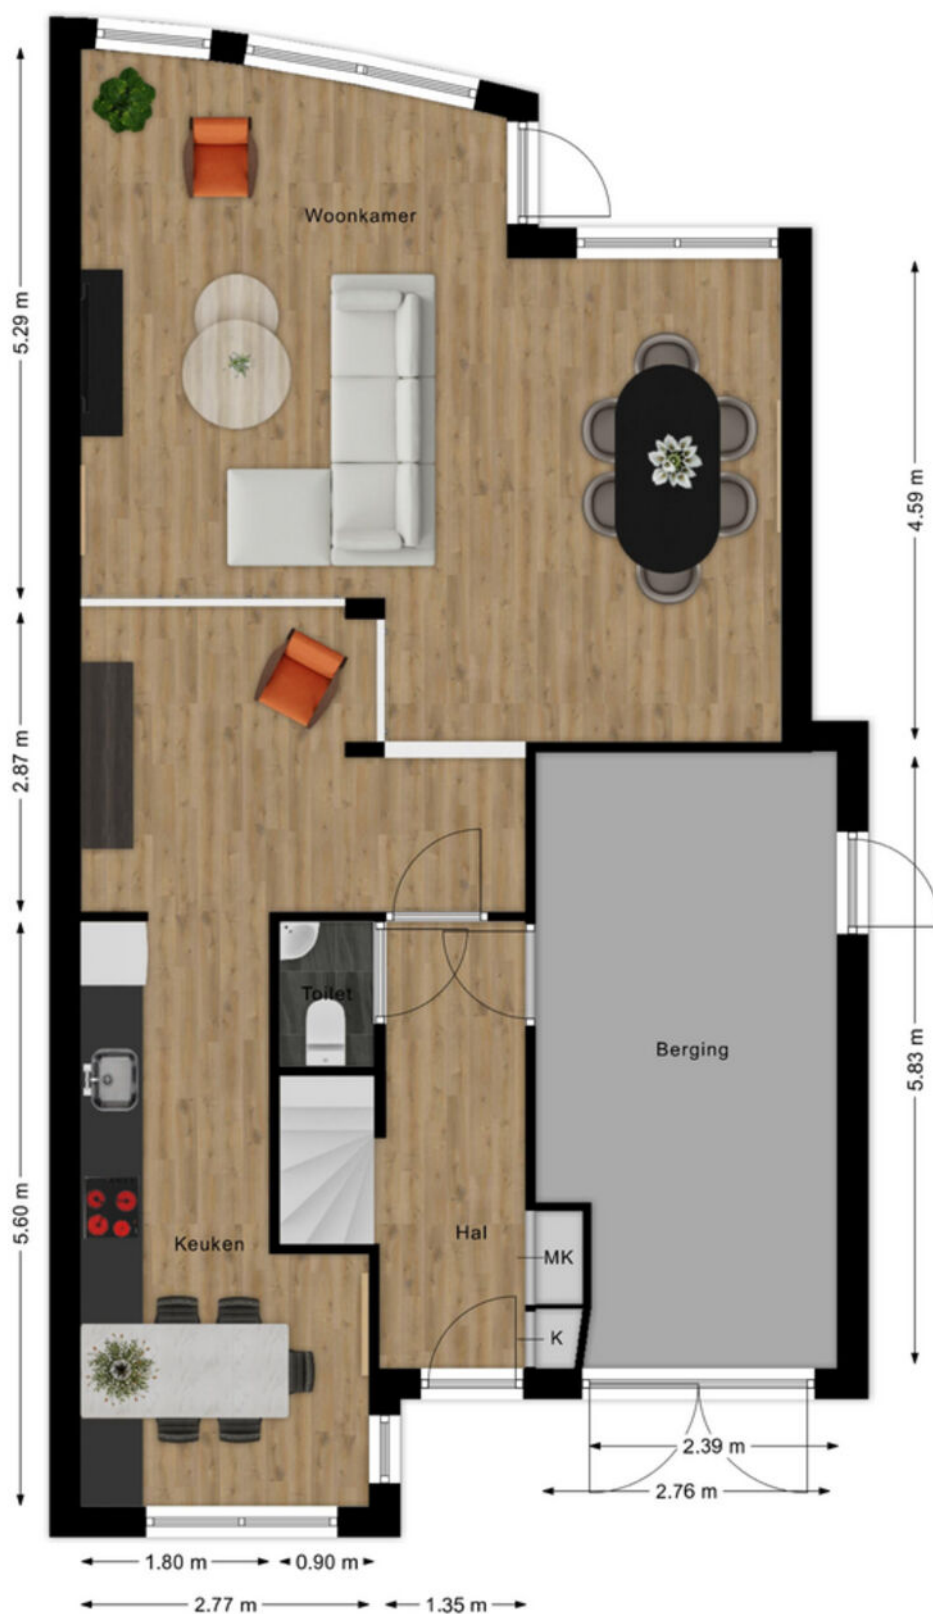 Woonkamer
5.29 m
4.59 m
2.87 m
Toilet
Berging
5.83 m
5.60 m
Keuken
Hal
MK
K
2.39 m
2.76 m
1.80 m
0.90 m
2.77 m
1.35 m